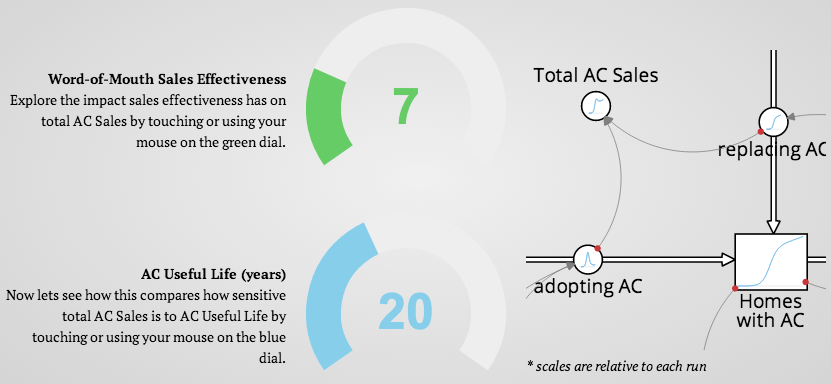 Word-of-Mouth Sales Effectiveness
Explore the impact sales effectiveness has on
total AC Sales by touching or using your
mouse on the green dial.
7
AC Useful Life (years)
Now lets see how this compares how sensitive
total AC Sales is to AC Useful Life by
touching or using your mouse on the blue
dial.
20
Total AC Sales
replacing AC
adopting AC
Homes
with AC
* scales are relative to each run